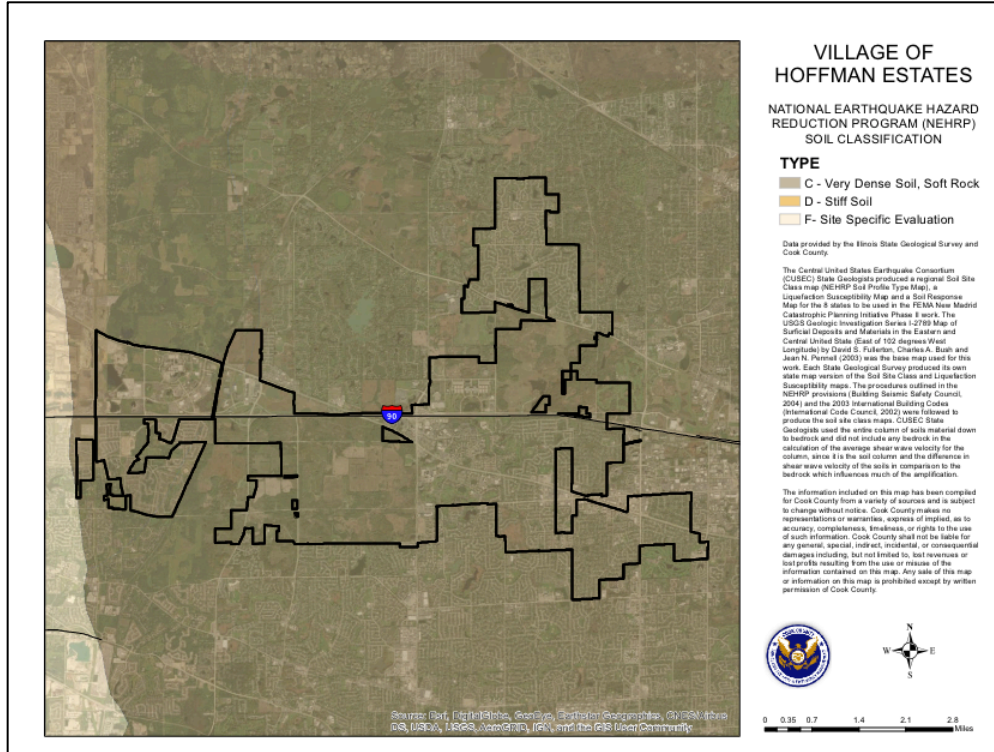 VILLAGE OF
HOFFMAN ESTATES
NATIONAL EARTHQUAKE HAZARD
REDUCTION PROGRAM (NEHRP)
SOIL CLASSIFICATION
TYPE
C - Very Dense Soil, Soft Rock
D - Stiff Soil
F- Site Specific Evaluation
Data provided by the Illinois State Geological Survey and
Cook County.
The Central United States Earthquake Consortium
(CUSEC) State Geologists produced a regional Soil Site
Class map (NEHRP Soil Profile Type Map), a
Liquefaction Susceptibility Map and a Soil Response
Map for the 8 states to be used in the FEMA New Madrid
Catastrophic Planning Initiative Phase II work. The
USGS Geologic Investigation Series I-2789 Map of
Surficial Deposits and Materials in the Eastern and
Central United State (East of 102 degrees West
Longitude) by David S. Fullerton, Charles A. Bush and
Jean N. Pennell (2003) was the base map used for this
work. Each State Geological Survey produced its own
state map version of the Soil Site Class and Liquefaction
Susceptibility maps. The procedures outlined in the
NEHRP provisions (Building Seismic Safety Council,
2004) and the 2003 International Building Codes
(International Code Council, 2002) were followed to
produce the soil site class maps. CUSEC State
Geologists used the entire column of soils material down
to bedrock and did not include any bedrock in the
calculation of the average shear wave velocity for the
column, since it is the soil column and the difference in
shear wave velocity of the soils in comparison to the
bedrock which influences much of the amplification.
The information included on this map has been compiled
for Cook County from a variety of sources and is subject
to change without notice. Cook County makes no
representations or warranties, express of implied, as to
accuracy, completeness, timeliness, or rights to the use
of such information. Cook County shall not be liable for
any general, special, indirect, incidental, or consequential
damages including, but not limited to, lost revenues or
lost profits resulting from the use or misuse of the
information contained on this map. Any sale of this map
or information on this map is prohibited except by written
permission of Cook County.
90
N
W E
S
0 0.35 0.7 1.4 2.1 2.8
Miles
Source: Esri, DigitalGlobe, GeoEye, Earthstar Geographics, CNES/Airbus
DS, USDA, USGS, AeroGRID, IGN, and the GIS User Community